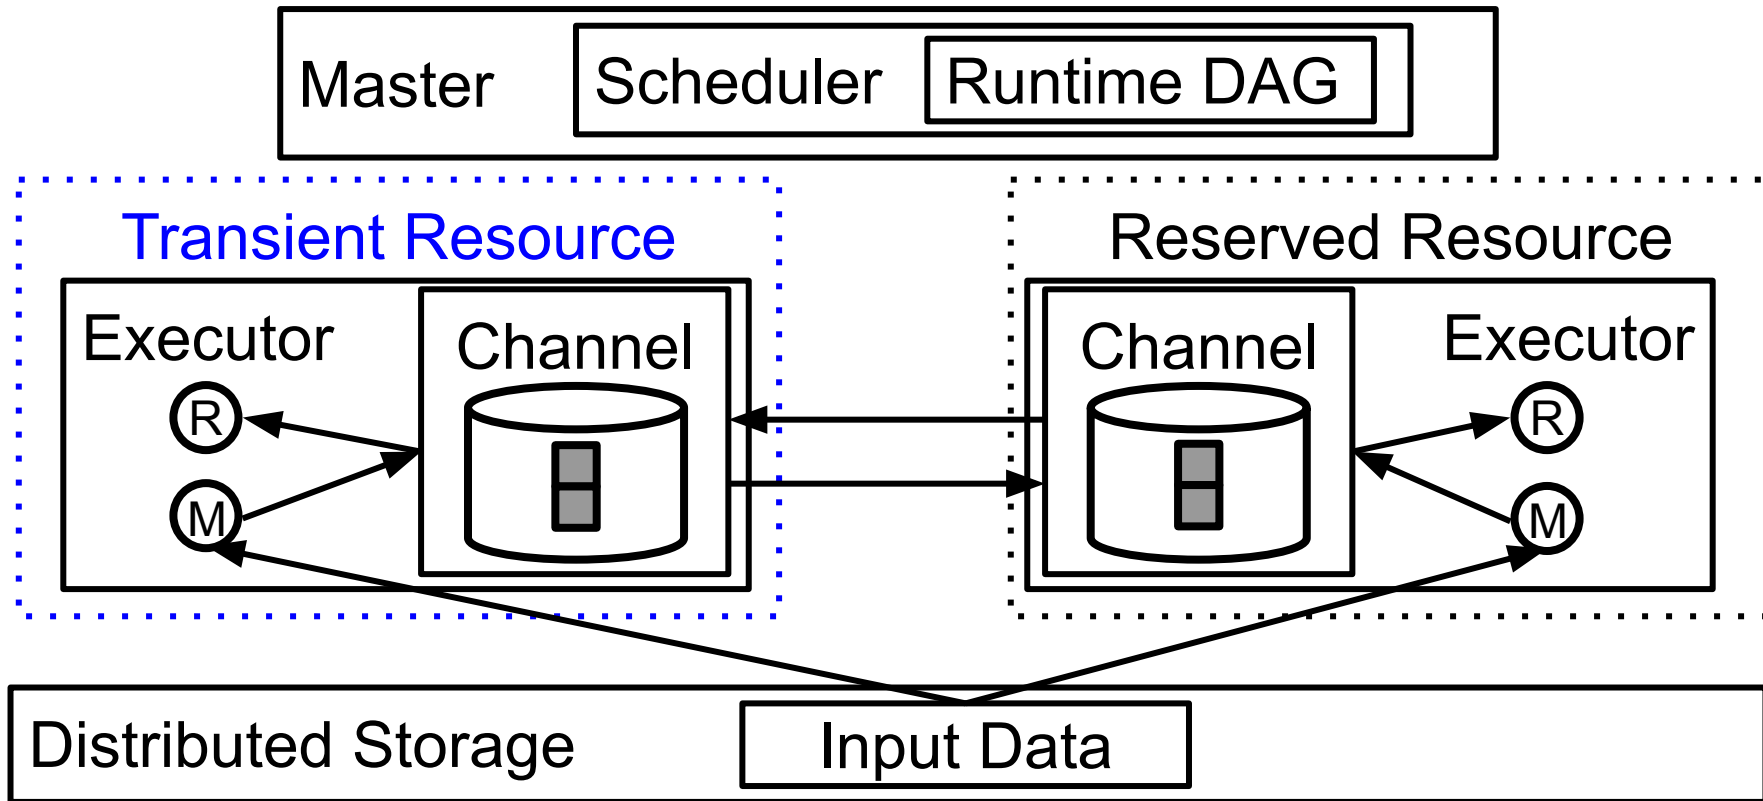 Master
Scheduler
Runtime DAG
Transient Resource
Reserved Resource
Executor
Channel
Channel
Executor
R
R
M
M
Distributed Storage
Input Data